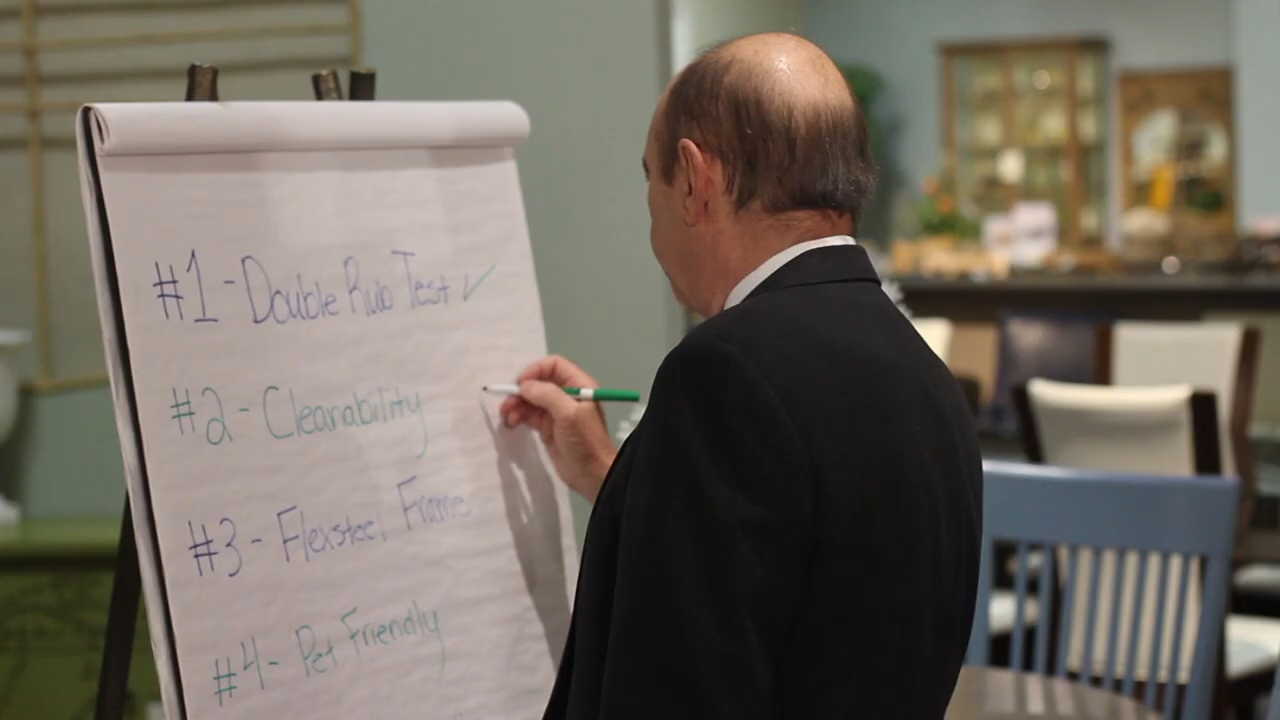 #1 - Double Rub Test ✓
#2 - Cleanability
#3 - Flexsteel Frame
#4 - Pet Friendly